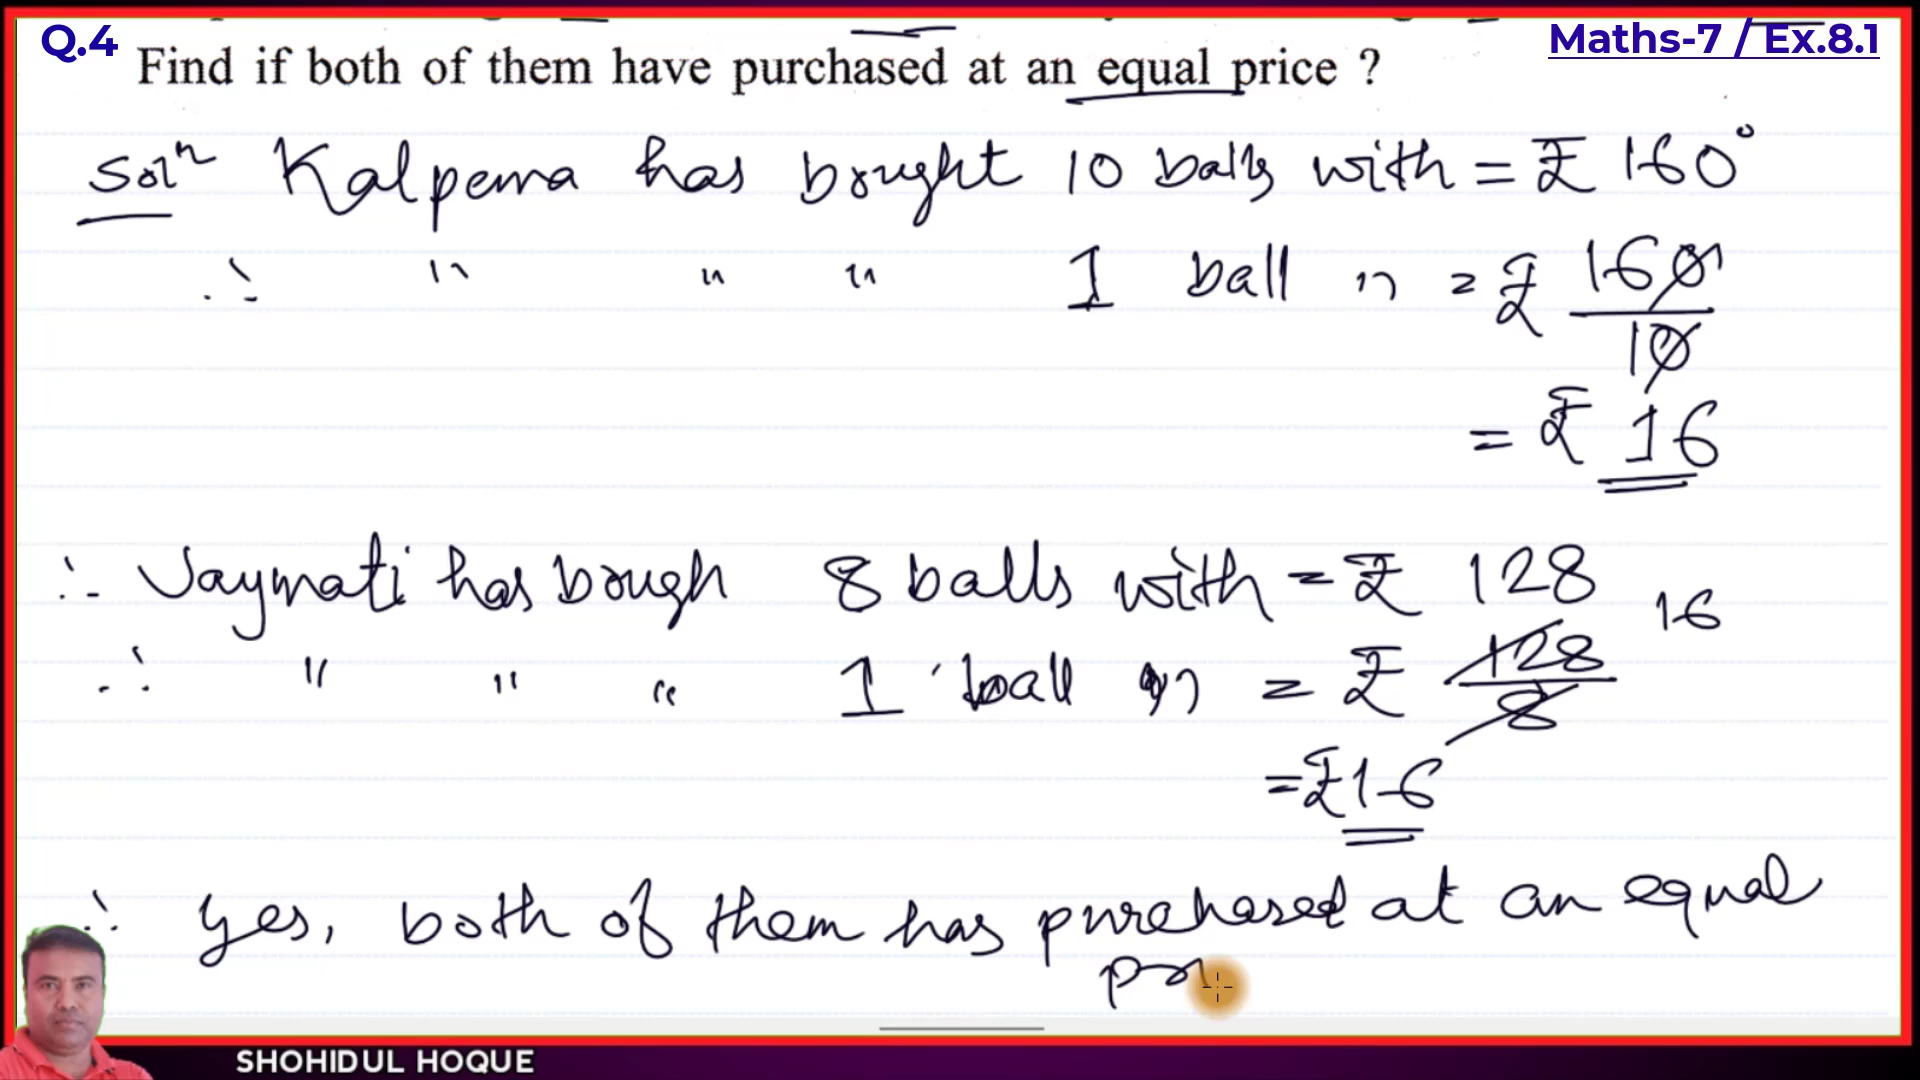 Q.4
Maths-7 / Ex.8.1
Find if both of them have purchased at an equal price ?
Solⁿ Kalpema has bought 10 balls with = ₹ 160
∴ " " " 1 ball " = ₹ 160/10
= ₹ 16
∴ Jaymati has bough 8 balls with = ₹ 128
16
∴ " " " 1 ball " = ₹ 128/8
= ₹16
∴ Yes, both of them has purchased at an equal
pr
SHOHIDUL HOQUE